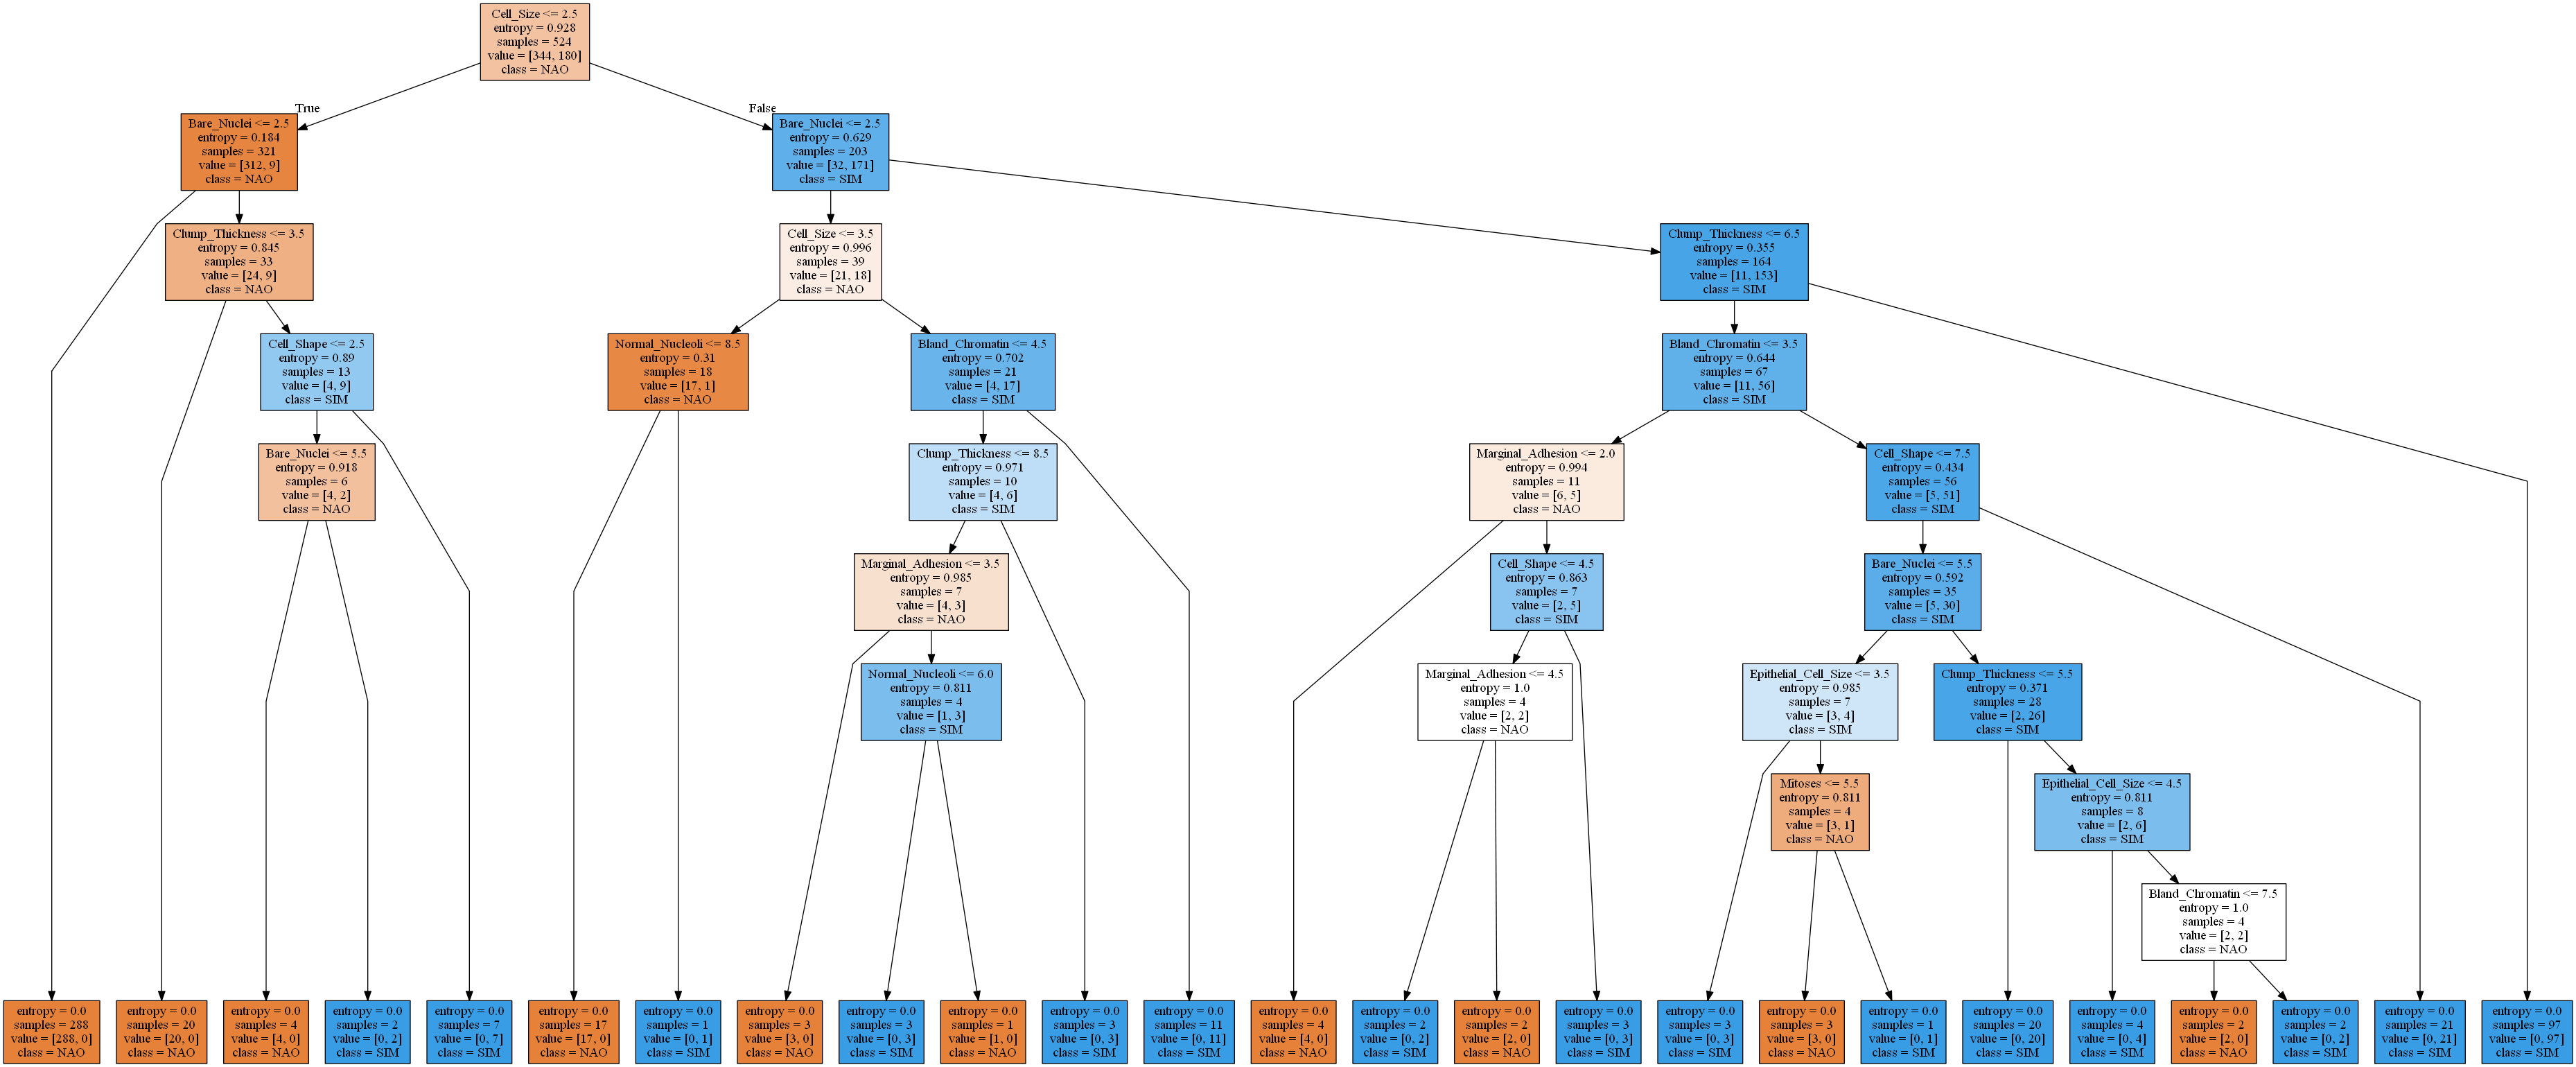 Cell_Size <= 2.5
entropy = 0.928
samples = 524
value = [344, 180]
class = NAO
True
False
Bare_Nuclei <= 2.5
entropy = 0.184
samples = 321
value = [312, 9]
class = NAO
Bare_Nuclei <= 2.5
entropy = 0.629
samples = 203
value = [32, 171]
class = SIM
Clump_Thickness <= 3.5
entropy = 0.845
samples = 33
value = [24, 9]
class = NAO
Cell_Size <= 3.5
entropy = 0.996
samples = 39
value = [21, 18]
class = NAO
Clump_Thickness <= 6.5
entropy = 0.355
samples = 164
value = [11, 153]
class = SIM
Cell_Shape <= 2.5
entropy = 0.89
samples = 13
value = [4, 9]
class = SIM
Normal_Nucleoli <= 8.5
entropy = 0.31
samples = 18
value = [17, 1]
class = NAO
Bland_Chromatin <= 4.5
entropy = 0.702
samples = 21
value = [4, 17]
class = SIM
Bland_Chromatin <= 3.5
entropy = 0.644
samples = 67
value = [11, 56]
class = SIM
Bare_Nuclei <= 5.5
entropy = 0.918
samples = 6
value = [4, 2]
class = NAO
Clump_Thickness <= 8.5
entropy = 0.971
samples = 10
value = [4, 6]
class = SIM
Marginal_Adhesion <= 2.0
entropy = 0.994
samples = 11
value = [6, 5]
class = NAO
Cell_Shape <= 7.5
entropy = 0.434
samples = 56
value = [5, 51]
class = SIM
Marginal_Adhesion <= 3.5
entropy = 0.985
samples = 7
value = [4, 3]
class = NAO
Cell_Shape <= 4.5
entropy = 0.863
samples = 7
value = [2, 5]
class = SIM
Bare_Nuclei <= 5.5
entropy = 0.592
samples = 35
value = [5, 30]
class = SIM
Normal_Nucleoli <= 6.0
entropy = 0.811
samples = 4
value = [1, 3]
class = SIM
Marginal_Adhesion <= 4.5
entropy = 1.0
samples = 4
value = [2, 2]
class = NAO
Epithelial_Cell_Size <= 3.5
entropy = 0.985
samples = 7
value = [3, 4]
class = SIM
Clump_Thickness <= 5.5
entropy = 0.371
samples = 28
value = [2, 26]
class = SIM
Mitoses <= 5.5
entropy = 0.811
samples = 4
value = [3, 1]
class = NAO
Epithelial_Cell_Size <= 4.5
entropy = 0.811
samples = 8
value = [2, 6]
class = SIM
Bland_Chromatin <= 7.5
entropy = 1.0
samples = 4
value = [2, 2]
class = NAO
entropy = 0.0
samples = 288
value = [288, 0]
class = NAO
entropy = 0.0
samples = 20
value = [20, 0]
class = NAO
entropy = 0.0
samples = 4
value = [4, 0]
class = NAO
entropy = 0.0
samples = 2
value = [0, 2]
class = SIM
entropy = 0.0
samples = 7
value = [0, 7]
class = SIM
entropy = 0.0
samples = 17
value = [17, 0]
class = NAO
entropy = 0.0
samples = 1
value = [0, 1]
class = SIM
entropy = 0.0
samples = 3
value = [3, 0]
class = NAO
entropy = 0.0
samples = 3
value = [0, 3]
class = SIM
entropy = 0.0
samples = 1
value = [1, 0]
class = NAO
entropy = 0.0
samples = 3
value = [0, 3]
class = SIM
entropy = 0.0
samples = 11
value = [0, 11]
class = SIM
entropy = 0.0
samples = 4
value = [4, 0]
class = NAO
entropy = 0.0
samples = 2
value = [0, 2]
class = SIM
entropy = 0.0
samples = 2
value = [2, 0]
class = NAO
entropy = 0.0
samples = 3
value = [0, 3]
class = SIM
entropy = 0.0
samples = 3
value = [0, 3]
class = SIM
entropy = 0.0
samples = 3
value = [3, 0]
class = NAO
entropy = 0.0
samples = 1
value = [0, 1]
class = SIM
entropy = 0.0
samples = 20
value = [0, 20]
class = SIM
entropy = 0.0
samples = 4
value = [0, 4]
class = SIM
entropy = 0.0
samples = 2
value = [2, 0]
class = NAO
entropy = 0.0
samples = 2
value = [0, 2]
class = SIM
entropy = 0.0
samples = 21
value = [0, 21]
class = SIM
entropy = 0.0
samples = 97
value = [0, 97]
class = SIM